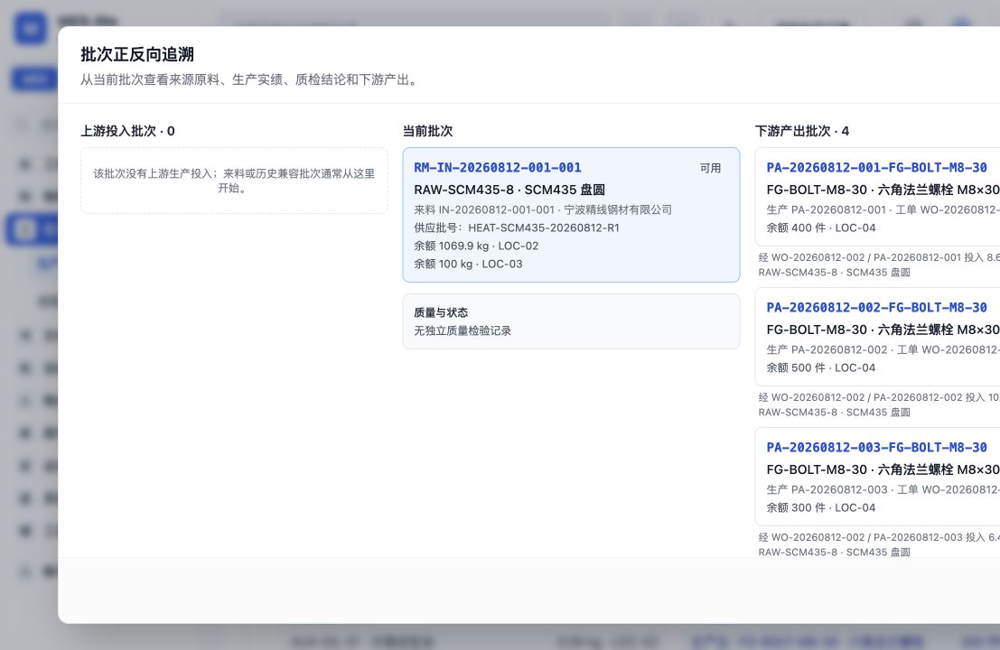 批次正反向追溯
从当前批次查看来源原料、生产实绩、质检结论和下游产出。
上游投入批次 · 0
该批次没有上游生产投入；来料或历史兼容批次通常从这里
开始。
当前批次
RM-IN-20260812-001-001
可用
RAW-SCM435-8 · SCM435 盘圆
来料 IN-20260812-001-001 · 宁波精线钢材有限公司
供应批号： HEAT-SCM435-20260812-R1
余额 1069.9 kg · LOC-02
余额 100 kg · LOC-03
质量与状态
无独立质量检验记录
下游产出批次 · 4
PA-20260812-001-FG-BOLT-M8-30
FG-BOLT-M8-30 · 六角法兰螺栓 M8×30
生产 PA-20260812-001 · 工单 WO-20260812-
余额 400 件 · LOC-04
经 WO-20260812-002 / PA-20260812-001 投入 8.6
RAW-SCM435-8 · SCM435 盘圆
PA-20260812-002-FG-BOLT-M8-30
FG-BOLT-M8-30 · 六角法兰螺栓 M8×30
生产 PA-20260812-002 · 工单 WO-20260812-
余额 500 件 · LOC-04
经 WO-20260812-002 / PA-20260812-002 投入 10.
RAW-SCM435-8 · SCM435 盘圆
PA-20260812-003-FG-BOLT-M8-30
FG-BOLT-M8-30 · 六角法兰螺栓 M8×30
生产 PA-20260812-003 · 工单 WO-20260812-
余额 300 件 · LOC-04
经 WO-20260812-002 / PA-20260812-003 投入 6.4
RAW-SCM435-8 · SCM435 盘圆